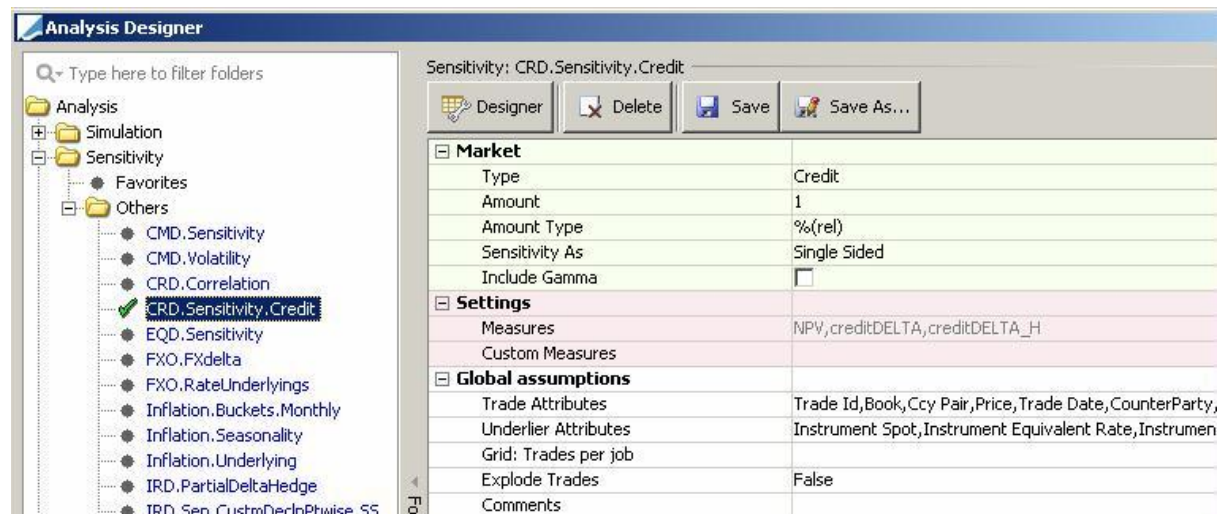 Analysis Designer
Type here to filter folders
Analysis
Simulation
Sensitivity
Favorites
Others
CMD.Sensitivity
CMD.Volatility
CRD.Correlation
CRD.Sensitivity.Credit
EQD.Sensitivity
FXO.FXdelta
FXO.RateUnderlyings
Inflation.Buckets.Monthly
Inflation.Seasonality
Inflation.Underlying
IRD.PartialDeltaHedge
IRD.Sen.CustmDeclnPtwise.SS
Fo
Sensitivity: CRD.Sensitivity.Credit
Designer Delete Save Save As...
Market
Type Credit
Amount 1
Amount Type %(rel)
Sensitivity As Single Sided
Include Gamma
Settings
Measures NPV,creditDELTA,creditDELTA_H
Custom Measures
Global assumptions
Trade Attributes Trade Id,Book,Ccy Pair,Price,Trade Date,CounterParty,
Underlier Attributes Instrument Spot,Instrument Equivalent Rate,Instrumen
Grid: Trades per job
Explode Trades False
Comments